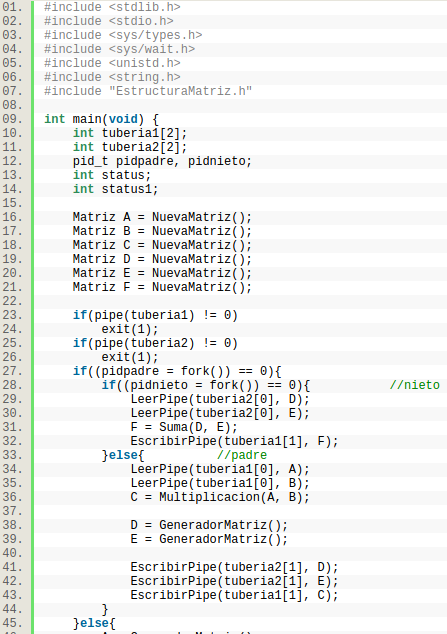 01. #include <stdlib.h>
02. #include <stdio.h>
03. #include <sys/types.h>
04. #include <sys/wait.h>
05. #include <unistd.h>
06. #include <string.h>
07. #include "EstructuraMatriz.h"
08.
09. int main(void) {
10.     int tuberia1[2];
11.     int tuberia2[2];
12.     pid_t pidpadre, pidnieto;
13.     int status;
14.     int status1;
15.
16.     Matriz A = NuevaMatriz();
17.     Matriz B = NuevaMatriz();
18.     Matriz C = NuevaMatriz();
19.     Matriz D = NuevaMatriz();
20.     Matriz E = NuevaMatriz();
21.     Matriz F = NuevaMatriz();
22.
23.     if(pipe(tuberia1) != 0)
24.         exit(1);
25.     if(pipe(tuberia2) != 0)
26.         exit(1);
27.     if((pidpadre = fork()) == 0){
28.         if((pidnieto = fork()) == 0){           //nieto
29.             LeerPipe(tuberia2[0], D);
30.             LeerPipe(tuberia2[0], E);
31.             F = Suma(D, E);
32.             EscribirPipe(tuberia1[1], F);
33.         }else{          //padre
34.             LeerPipe(tuberia1[0], A);
35.             LeerPipe(tuberia1[0], B);
36.             C = Multiplicacion(A, B);
37.
38.             D = GeneradorMatriz();
39.             E = GeneradorMatriz();
40.
41.             EscribirPipe(tuberia2[1], D);
42.             EscribirPipe(tuberia2[1], E);
43.             EscribirPipe(tuberia1[1], C);
44.         }
45.     }else{